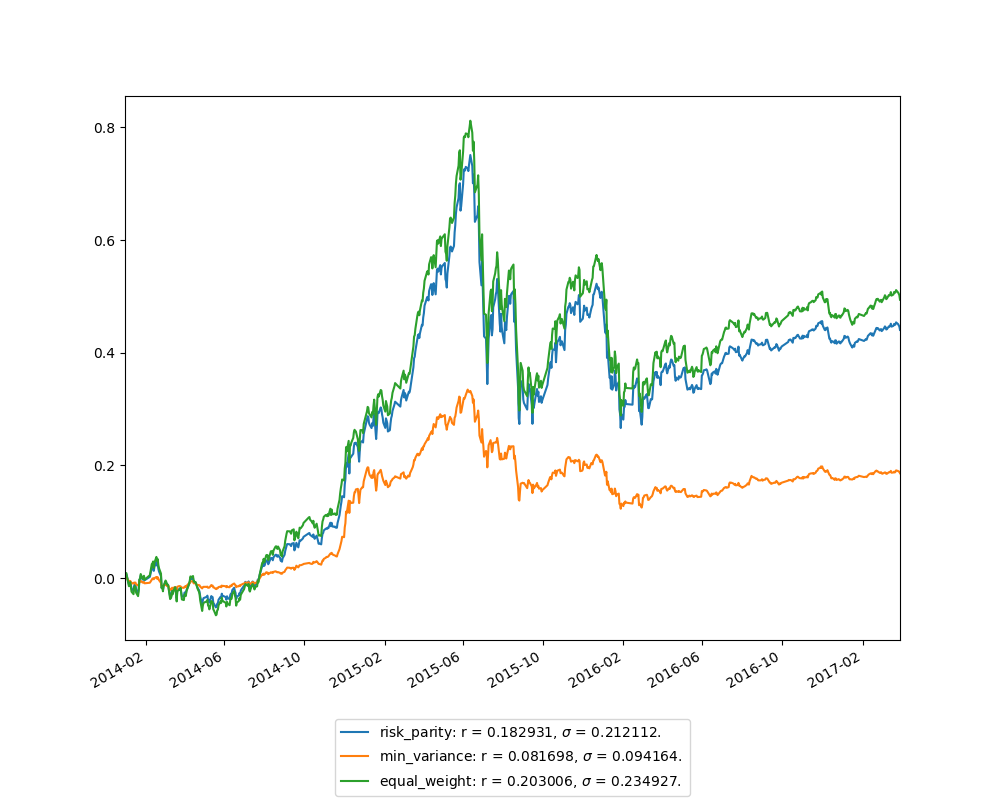 0.8
0.6
0.4
0.2
0.0
2014-02 2014-06 2014-10 2015-02 2015-06 2015-10 2016-02 2016-06 2016-10 2017-02
risk_parity: r = 0.182931, σ = 0.212112.
min_variance: r = 0.081698, σ = 0.094164.
equal_weight: r = 0.203006, σ = 0.234927.